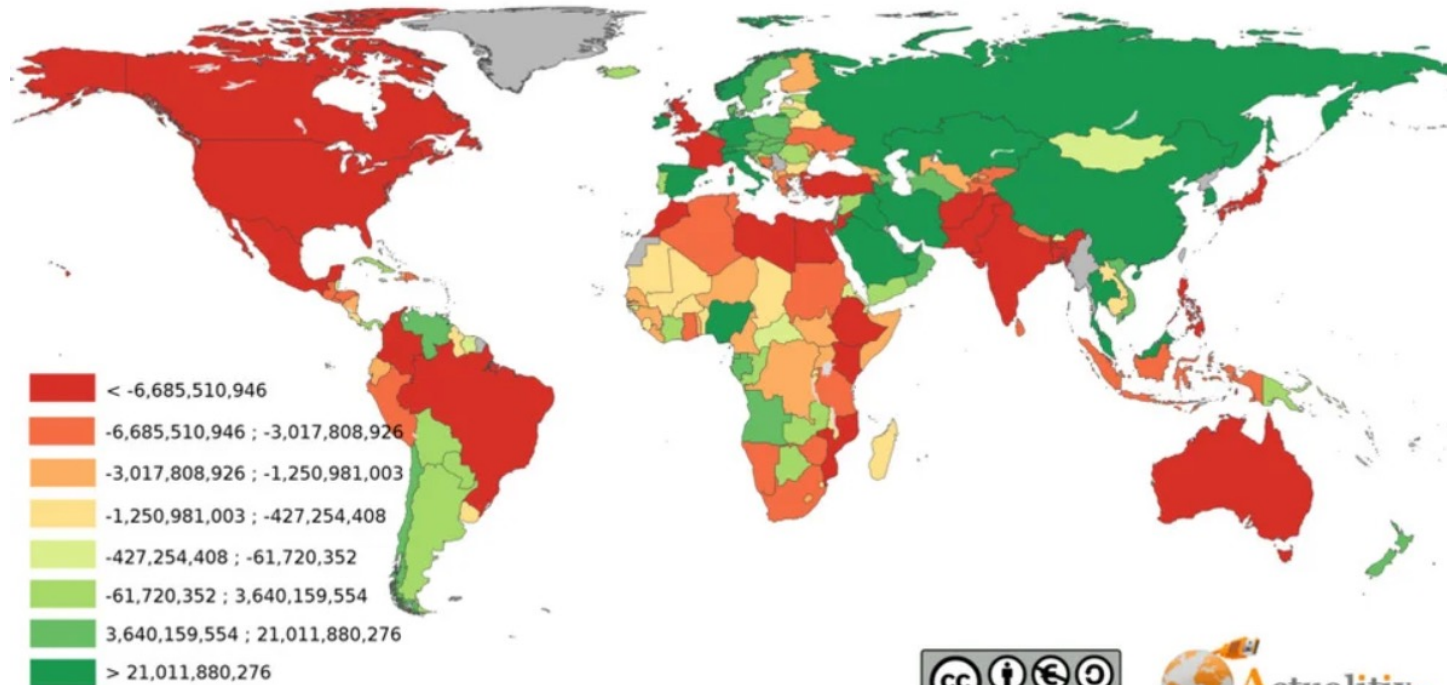 < -6,685,510,946
-6,685,510,946 ; -3,017,808,926
-3,017,808,926 ; -1,250,981,003
-1,250,981,003 ; -427,254,408
-427,254,408 ; -61,720,352
-61,720,352 ; 3,640,159,554
3,640,159,554 ; 21,011,880,276
> 21,011,880,276
cc
Actualitix